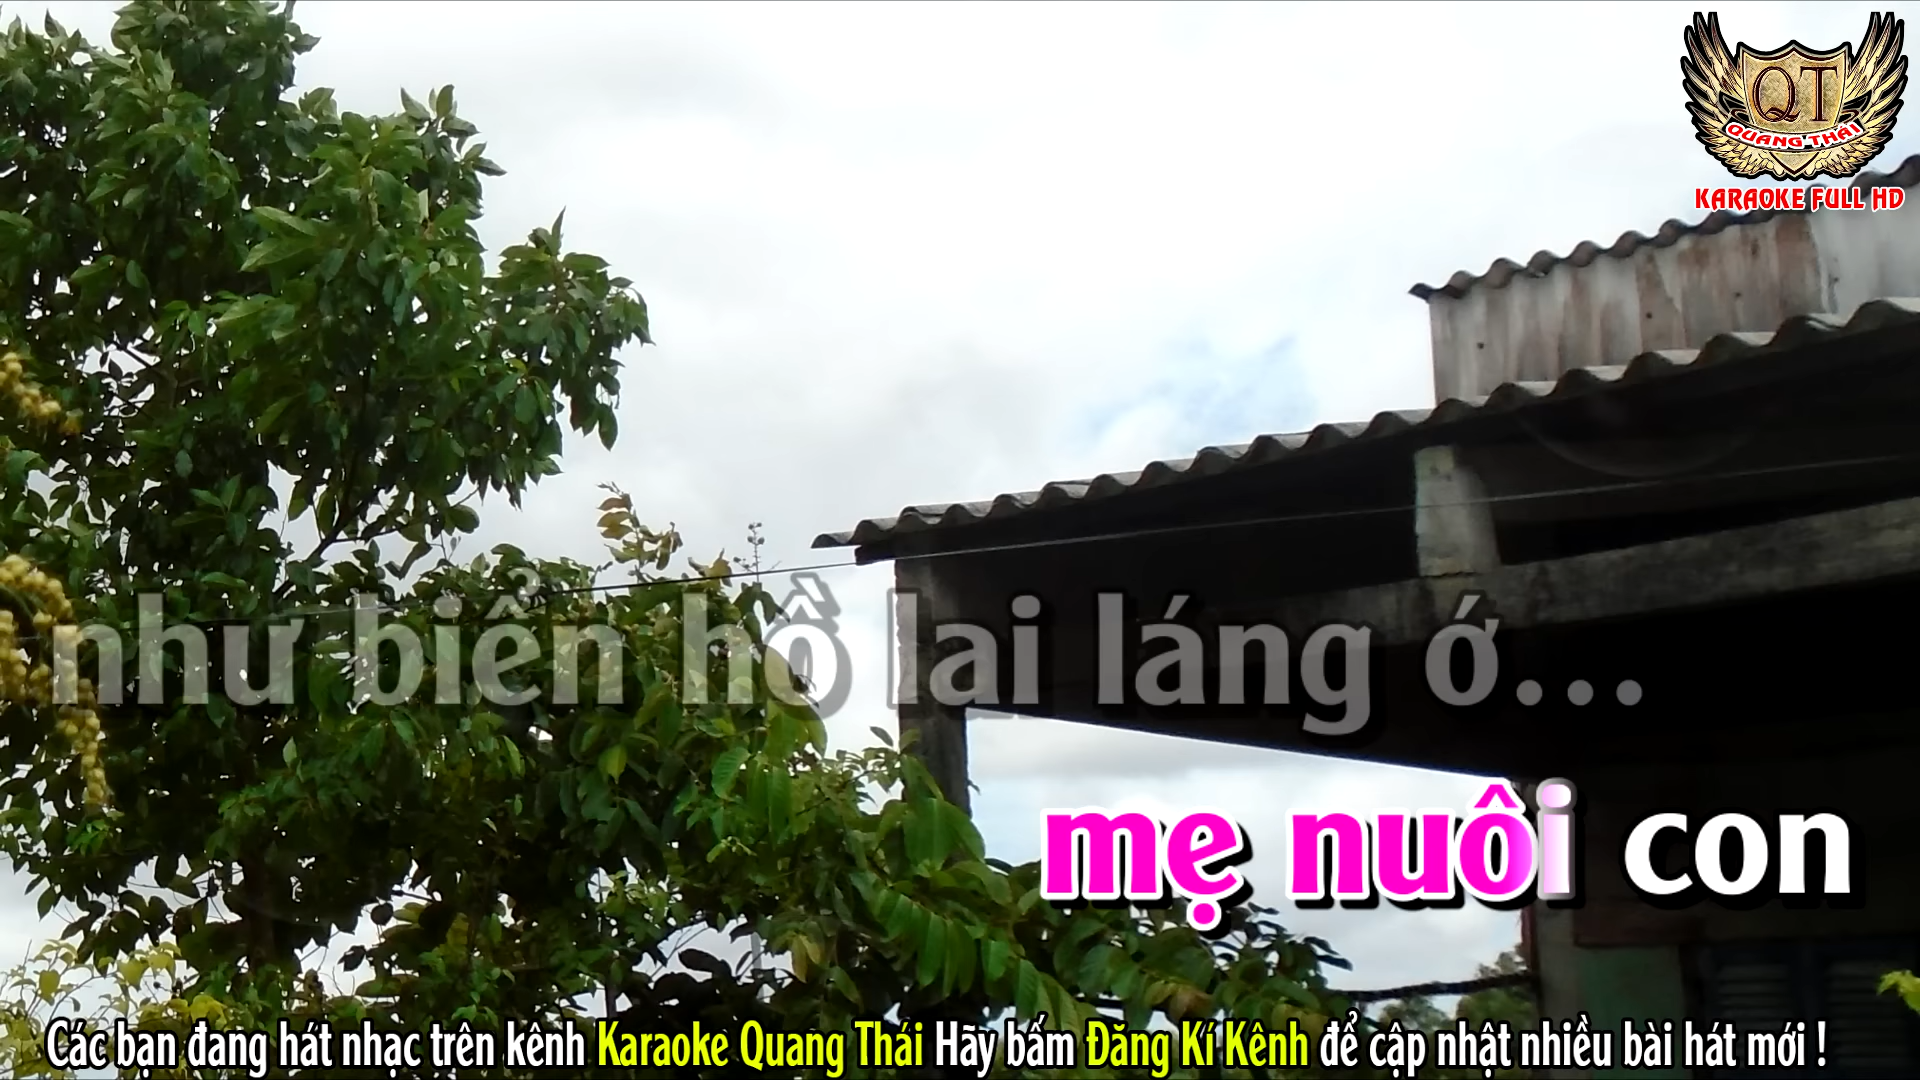 QT
QUANG THÁI
KARAOKE FULL HD
như biển hồ lai láng ớ...
mẹ nuôi con
Các bạn đang hát nhạc trên kênh Karaoke Quang Thái Hãy bấm Đăng Kí Kênh để cập nhật nhiều bài hát mới !